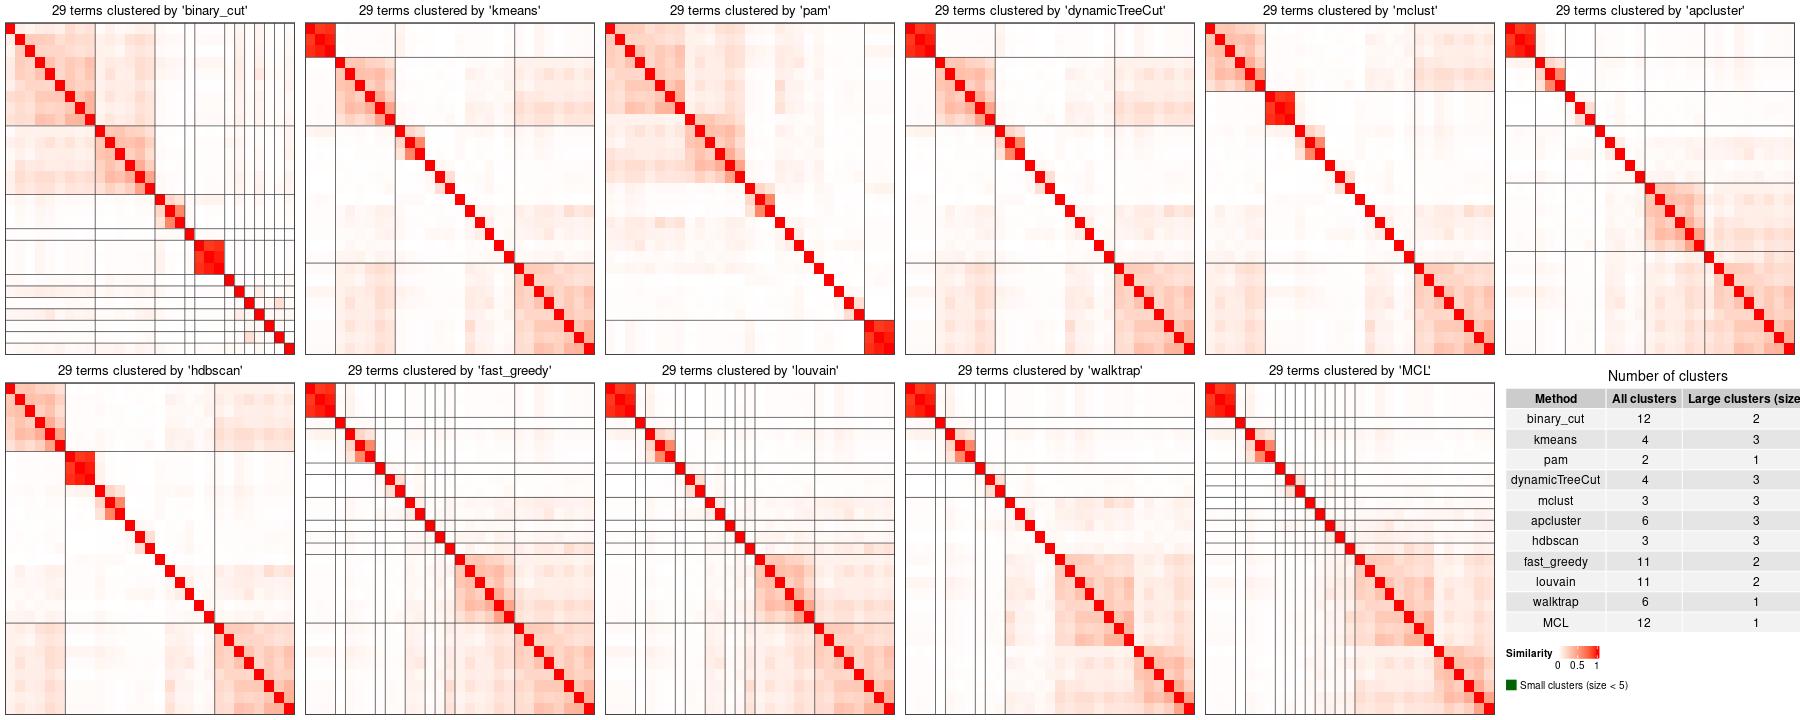 29 terms clustered by 'binary_cut'
29 terms clustered by 'kmeans'
29 terms clustered by 'pam'
29 terms clustered by 'dynamicTreeCut'
29 terms clustered by 'mclust'
29 terms clustered by 'apcluster'
29 terms clustered by 'hdbscan'
29 terms clustered by 'fast_greedy'
29 terms clustered by 'louvain'
29 terms clustered by 'walktrap'
29 terms clustered by 'MCL'
Number of clusters
Method All clusters Large clusters (size
binary_cut 12 2
kmeans 4 3
pam 2 1
dynamicTreeCut 4 3
mclust 3 3
apcluster 6 3
hdbscan 3 3
fast_greedy 11 2
louvain 11 2
walktrap 6 1
MCL 12 1
Similarity
0 0.5 1
Small clusters (size < 5)